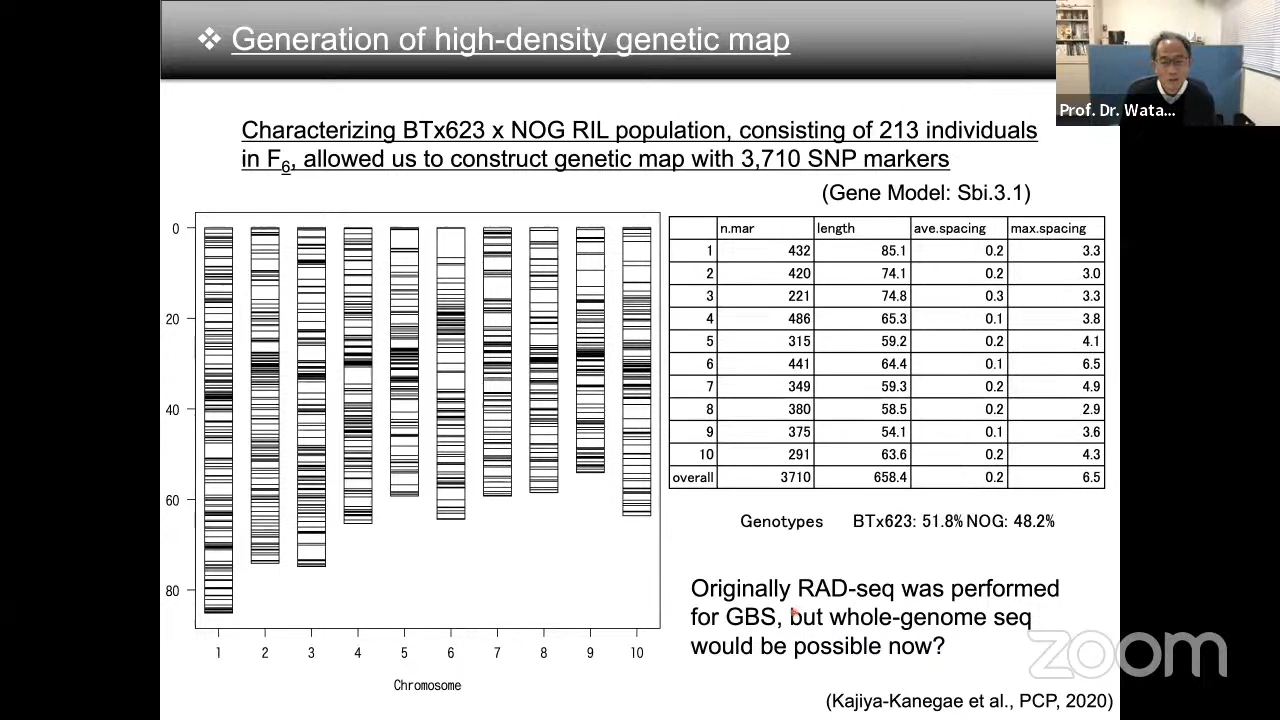 ❖ Generation of high-density genetic map
Prof. Dr. Wata...
Characterizing BTx623 x NOG RIL population, consisting of 213 individuals
in F6, allowed us to construct genetic map with 3,710 SNP markers
(Gene Model: Sbi.3.1)
n.mar length ave.spacing max.spacing
1 432 85.1 0.2 3.3
2 420 74.1 0.2 3.0
3 221 74.8 0.3 3.3
4 486 65.3 0.1 3.8
5 315 59.2 0.2 4.1
6 441 64.4 0.1 6.5
7 349 59.3 0.2 4.9
8 380 58.5 0.2 2.9
9 375 54.1 0.1 3.6
10 291 63.6 0.2 4.3
overall 3710 658.4 0.2 6.5
0
20
40
60
80
1 2 3 4 5 6 7 8 9 10
Chromosome
Genotypes BTx623: 51.8% NOG: 48.2%
Originally RAD-seq was performed
for GBS, but whole-genome seq
would be possible now?
zoom
(Kajiya-Kanegae et al., PCP, 2020)